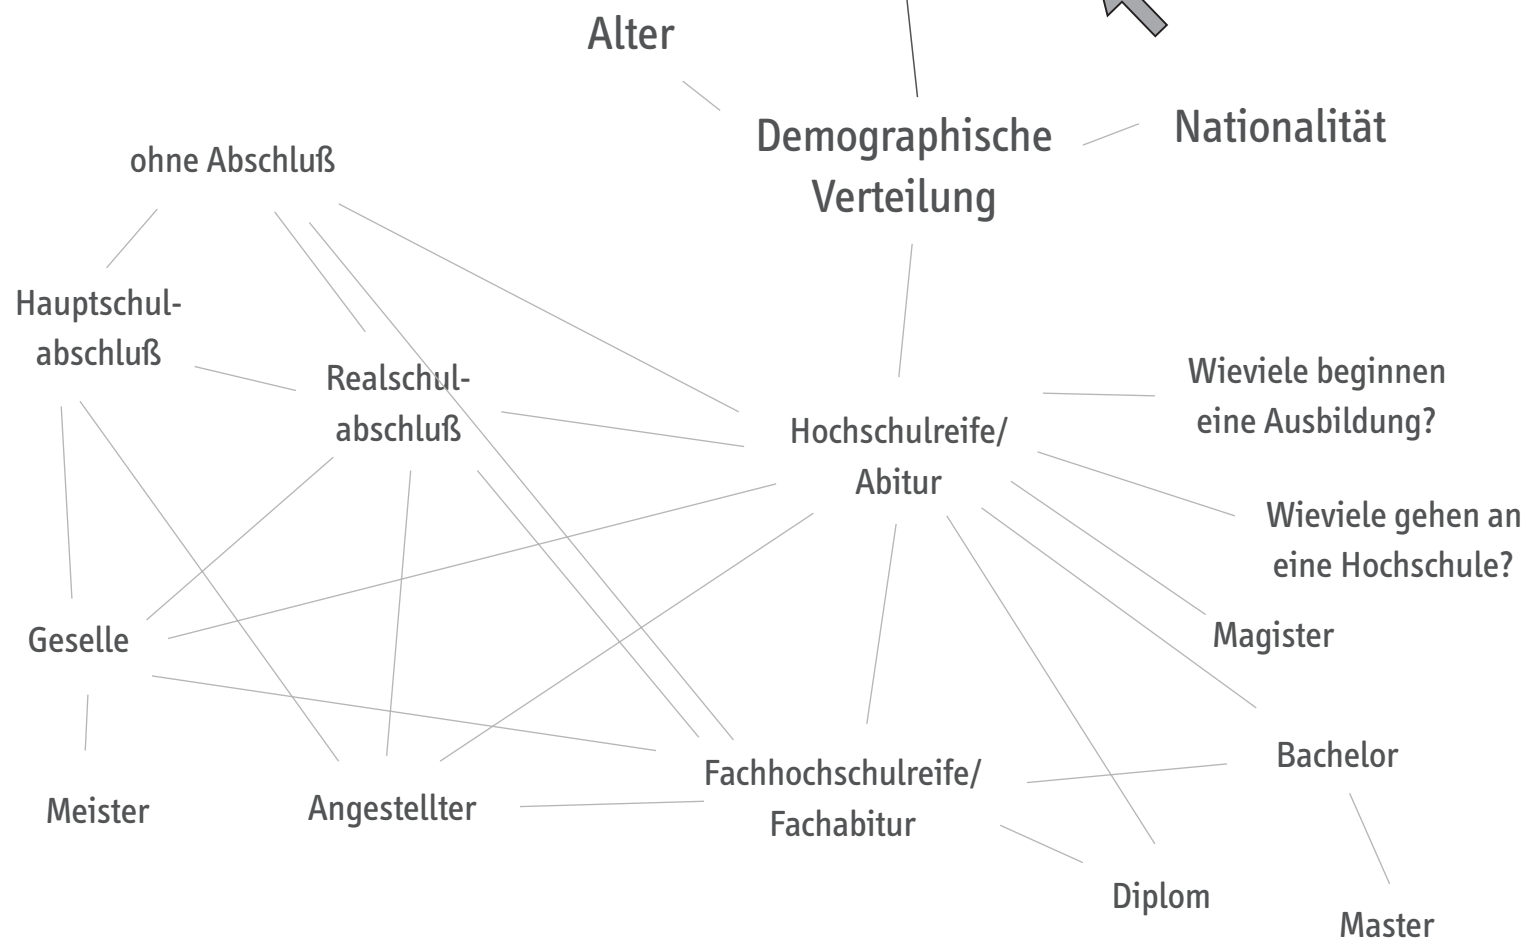 Alter
Demographische
Verteilung
Nationalität
ohne Abschluß
Hauptschul-
abschluß
Realschul-
abschluß
Hochschulreife/
Abitur
Wieviele beginnen
eine Ausbildung?
Wieviele gehen an
eine Hochschule?
Geselle
Magister
Meister
Angestellter
Fachhochschulreife/
Fachabitur
Bachelor
Diplom
Master